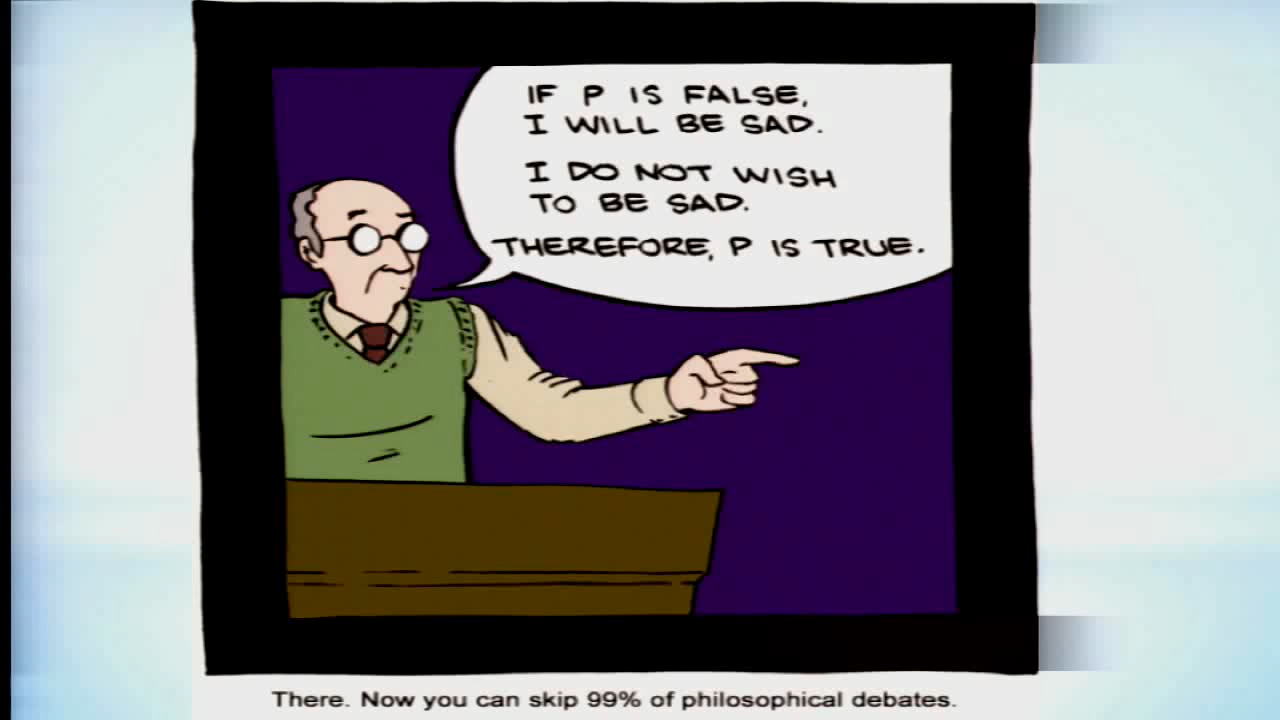 IF P IS FALSE,
I WILL BE SAD.
I DO NOT WISH
TO BE SAD.
THEREFORE, P IS TRUE.
There. Now you can skip 99% of philosophical debates.